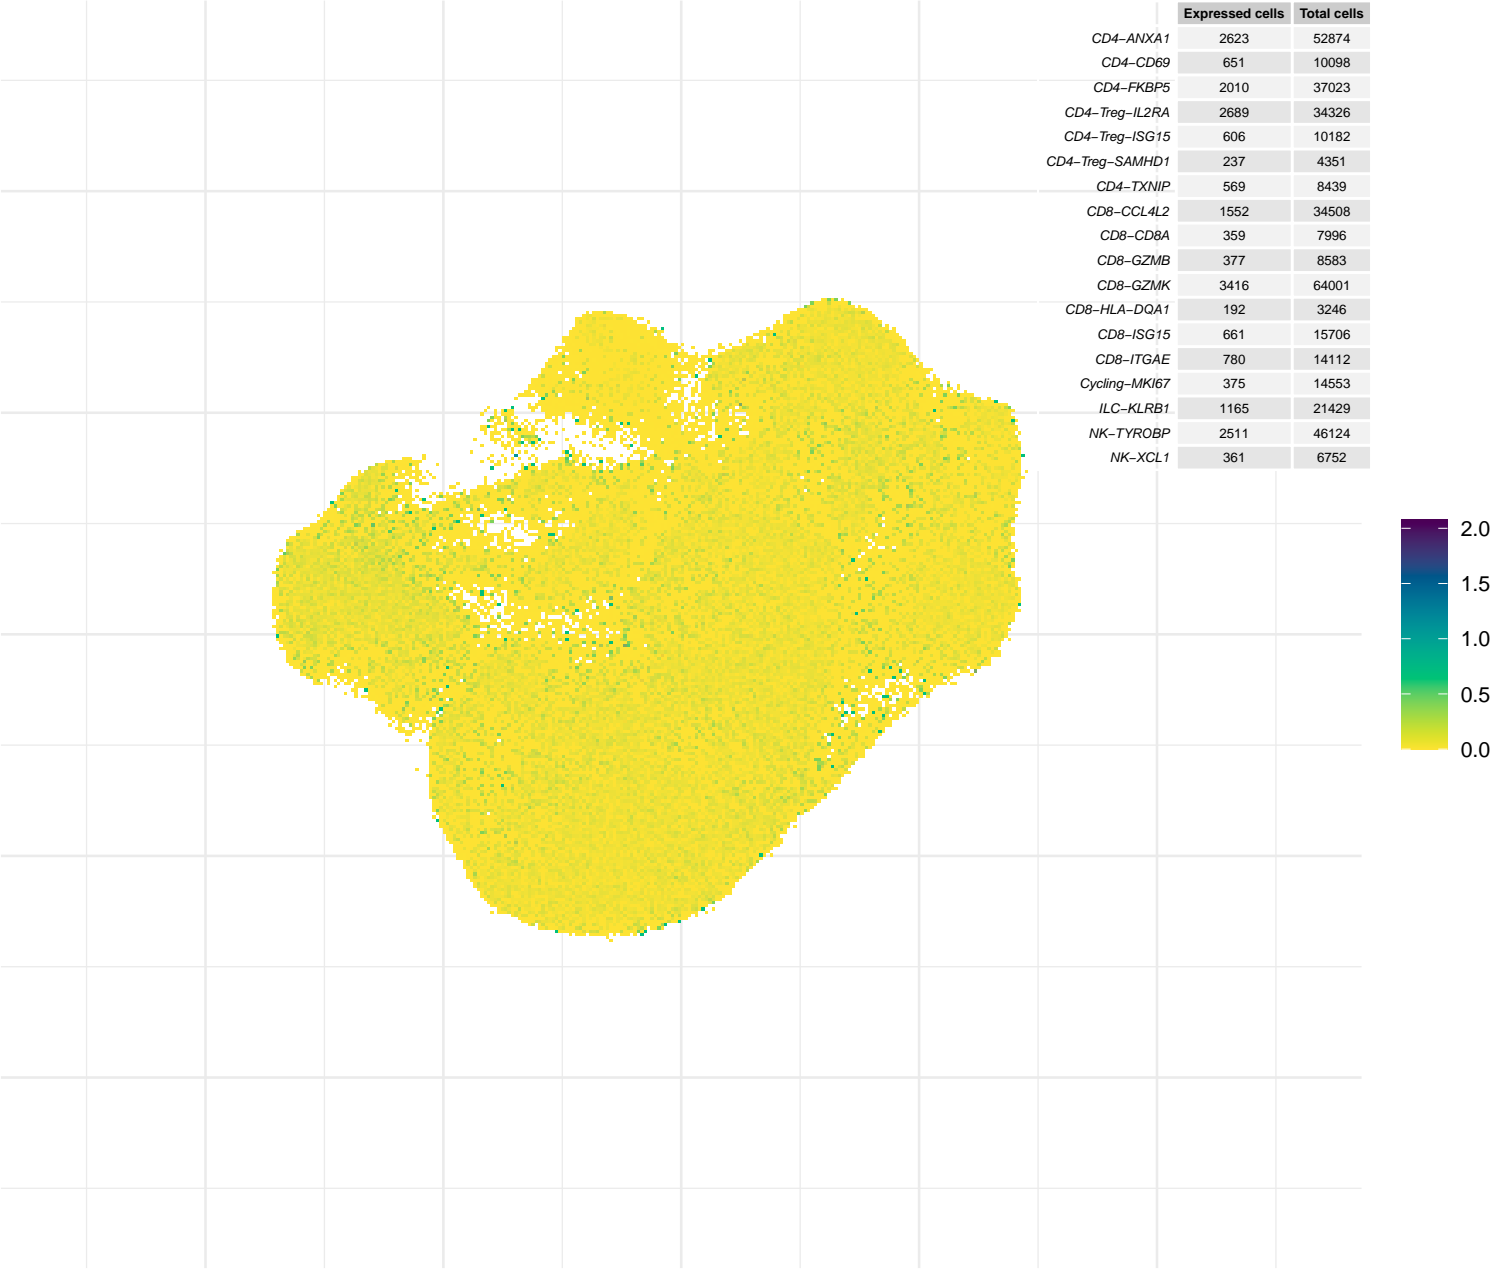 Expressed cells Total cells
CD4−ANXA1 2623 52874
CD4−CD69 651 10098
CD4−FKBP5 2010 37023
CD4−Treg−IL2RA 2689 34326
CD4−Treg−ISG15 606 10182
CD4−Treg−SAMHD1 237 4351
CD4−TXNIP 569 8439
CD8−CCL4L2 1552 34508
CD8−CD8A 359 7996
CD8−GZMB 377 8583
CD8−GZMK 3416 64001
CD8−HLA−DQA1 192 3246
CD8−ISG15 661 15706
CD8−ITGAE 780 14112
Cycling−MKI67 375 14553
ILC−KLRB1 1165 21429
NK−TYROBP 2511 46124
NK−XCL1 361 6752
2.0
1.5
1.0
0.5
0.0